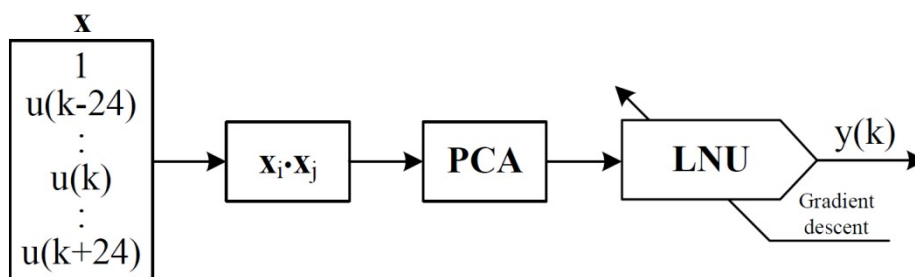 x
1
u(k-24)
⋮
u(k)
⋮
u(k+24)
xᵢ·xⱼ
PCA
LNU
y(k)
Gradient
descent